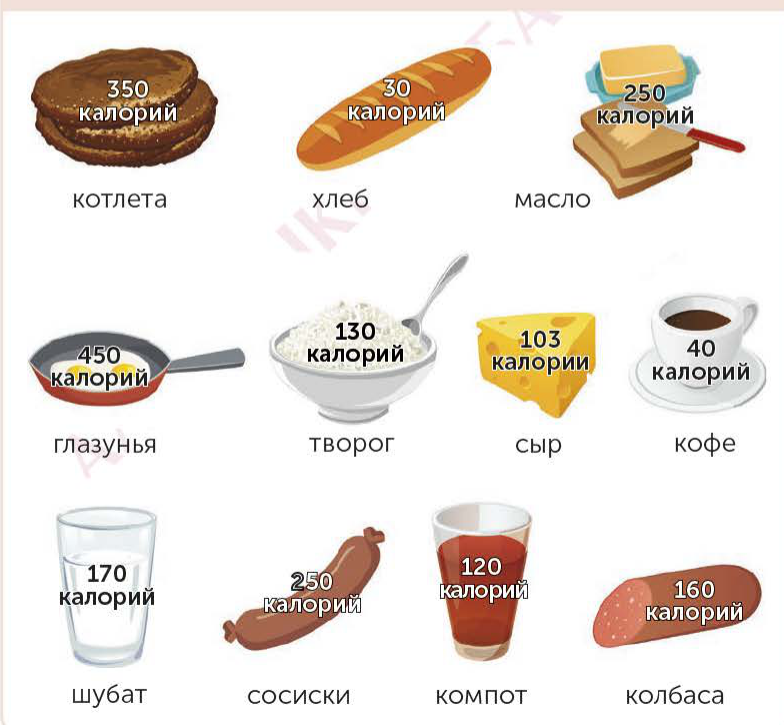 350
калорий
30
калорий
250
калорий
котлета
хлеб
масло
450
калорий
130
калорий
103
калории
40
калорий
глазунья
творог
сыр
кофе
170
калорий
250
калорий
120
калорий
160
калорий
шубат
сосиски
компот
колбаса